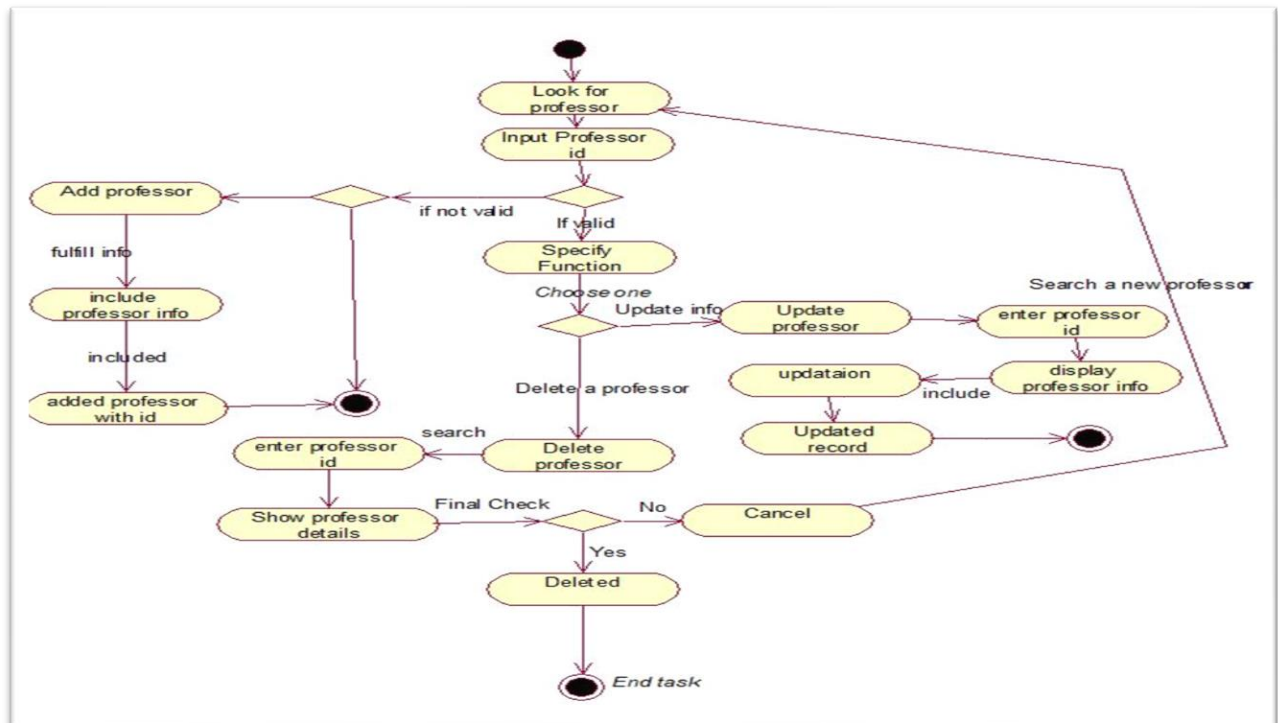 Look for
professor
Input Professor
id
Add professor
if not valid
If valid
fulfill info
Specify
Function
Search a new professor
include
professor info
Choose one
Update info
Update
professor
enter professor
id
included
Delete a professor
updataion
include
display
professor info
added professor
with id
search
Updated
record
enter professor
id
Delete
professor
Show professor
details
Final Check
No
Cancel
Yes
Deleted
End task